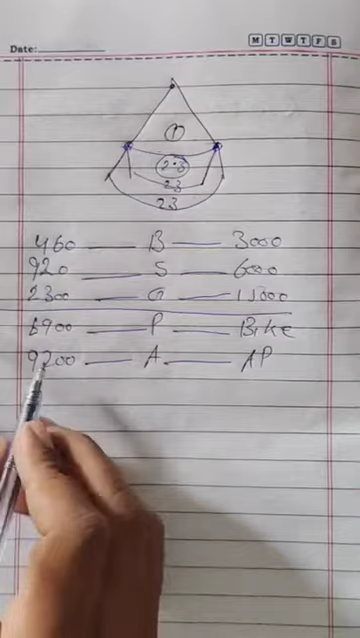 Date:
M T W T F S
1
2.3
23
23
460 — B — 3000
920 — S — 6000
2300 — G — 15000
6900 — P — Bike
9200 — A — AP